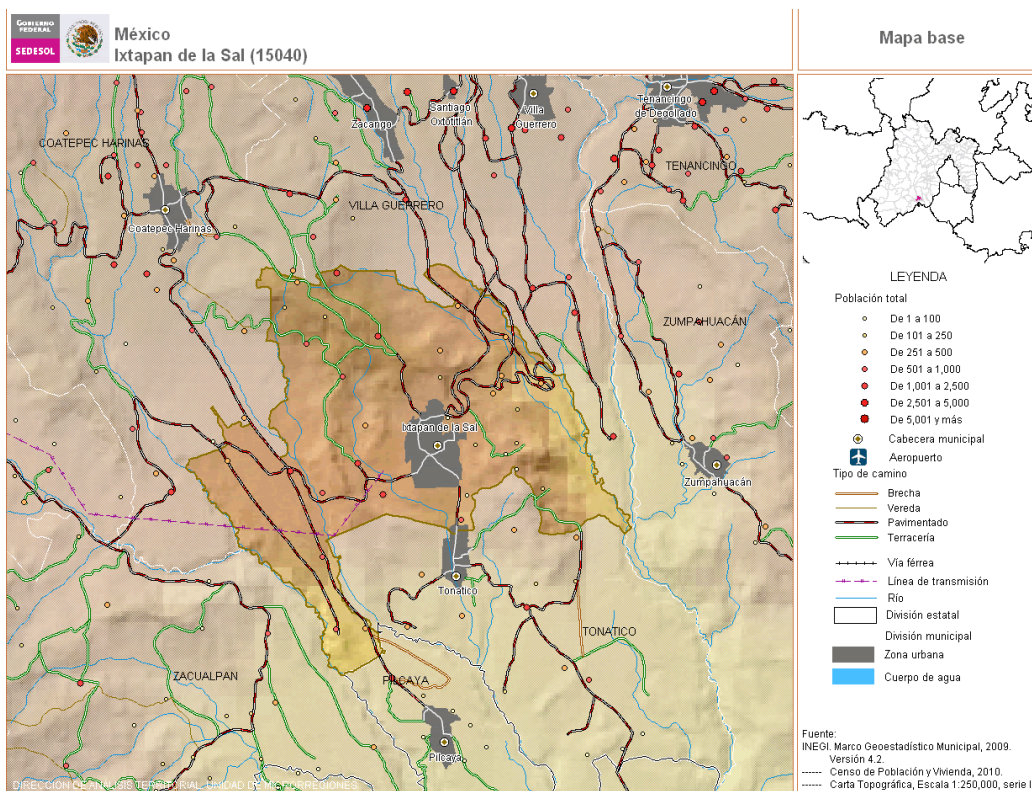 GOBIERNO
FEDERAL
SEDESOL
México
Ixtapan de la Sal (15040)
Mapa base
COATEPEC HARINAS
Zacango
Santiago
Oxtotitlán
Villa
Guerrero
Tenancingo
de Degollado
TENANCINGO
VILLA GUERRERO
Coatepec Harinas
ZUMPAHUACÁN
Ixtapan de la Sal
Zumpahuacán
Tonatico
TONATICO
ZACUALPAN
PILCAYA
Pilcaya
DIRECCIÓN DE ANÁLISIS TERRITORIAL, UNIDAD DE MICRORREGIONES
LEYENDA
Población total
De 1 a 100
De 101 a 250
De 251 a 500
De 501 a 1,000
De 1,001 a 2,500
De 2,501 a 5,000
De 5,001 y más
Cabecera municipal
Aeropuerto
Tipo de camino
Brecha
Vereda
Pavimentado
Terracería
Vía férrea
Línea de transmisión
Río
División estatal
División municipal
Zona urbana
Cuerpo de agua
Fuente:
INEGI. Marco Geoestadístico Municipal, 2009.
Versión 4.2.
------ Censo de Población y Vivienda, 2010.
------ Carta Topográfica, Escala 1:250,000, serie I